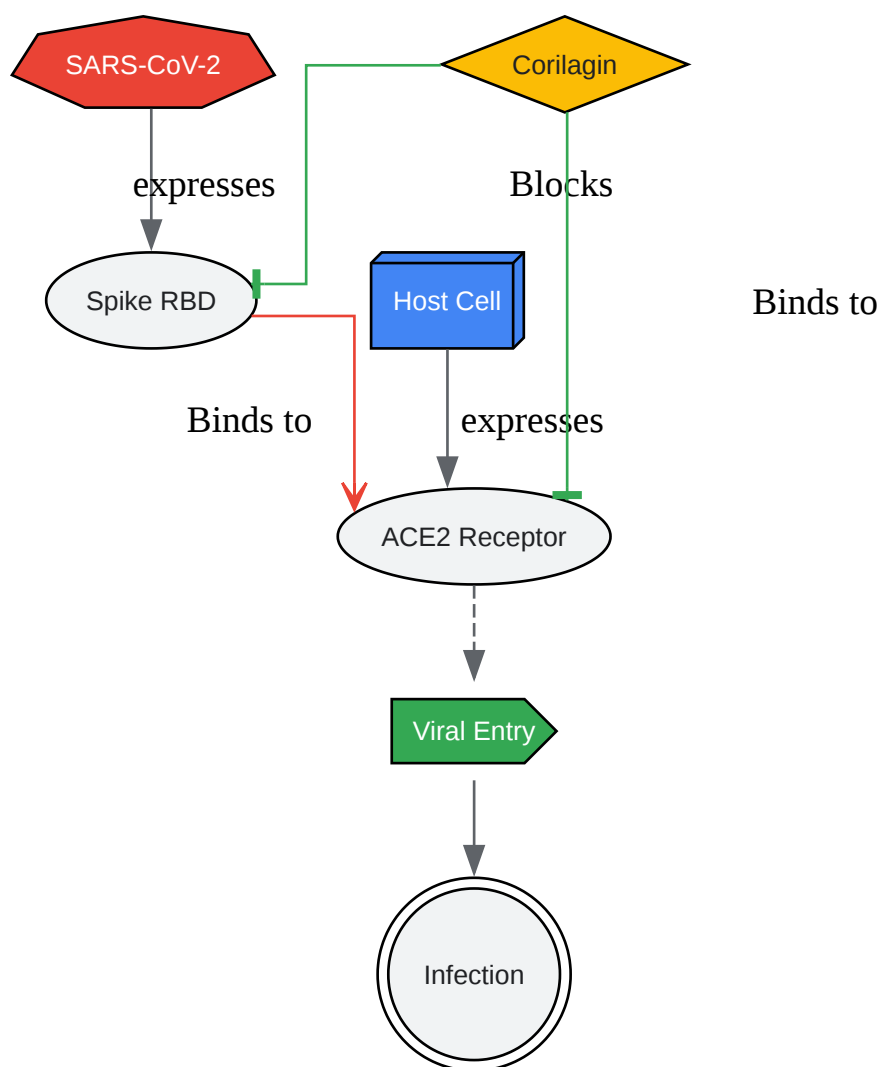 SARS-CoV-2
Corilagin
expresses
Blocks
Spike RBD
Host Cell
Binds to
Binds to
expresses
ACE2 Receptor
Viral Entry
Infection